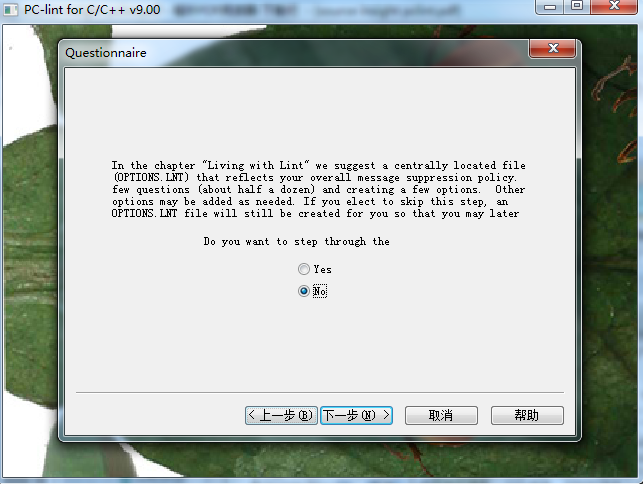 PC-lint for C/C++ v9.00
Questionnaire
In the chapter "Living with Lint" we suggest a centrally located file
(OPTIONS.LNT) that reflects your overall message suppression policy.
few questions (about half a dozen) and creating a few options. Other
options may be added as needed. If you elect to skip this step, an
OPTIONS.LNT file will still be created for you so that you may later
Do you want to step through the
Yes
No
< 上一步(B) 下一步(N) > 取消 帮助